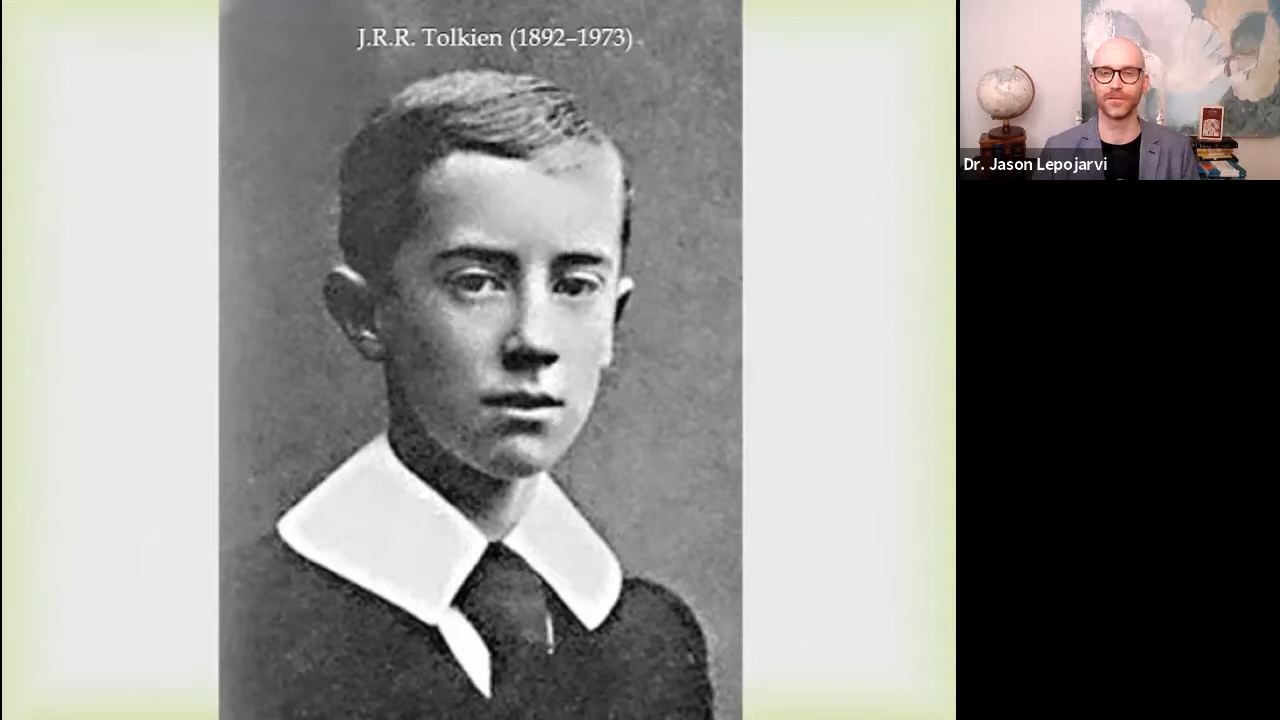 J.R.R. Tolkien (1892–1973)
Dr. Jason Lepojarvi